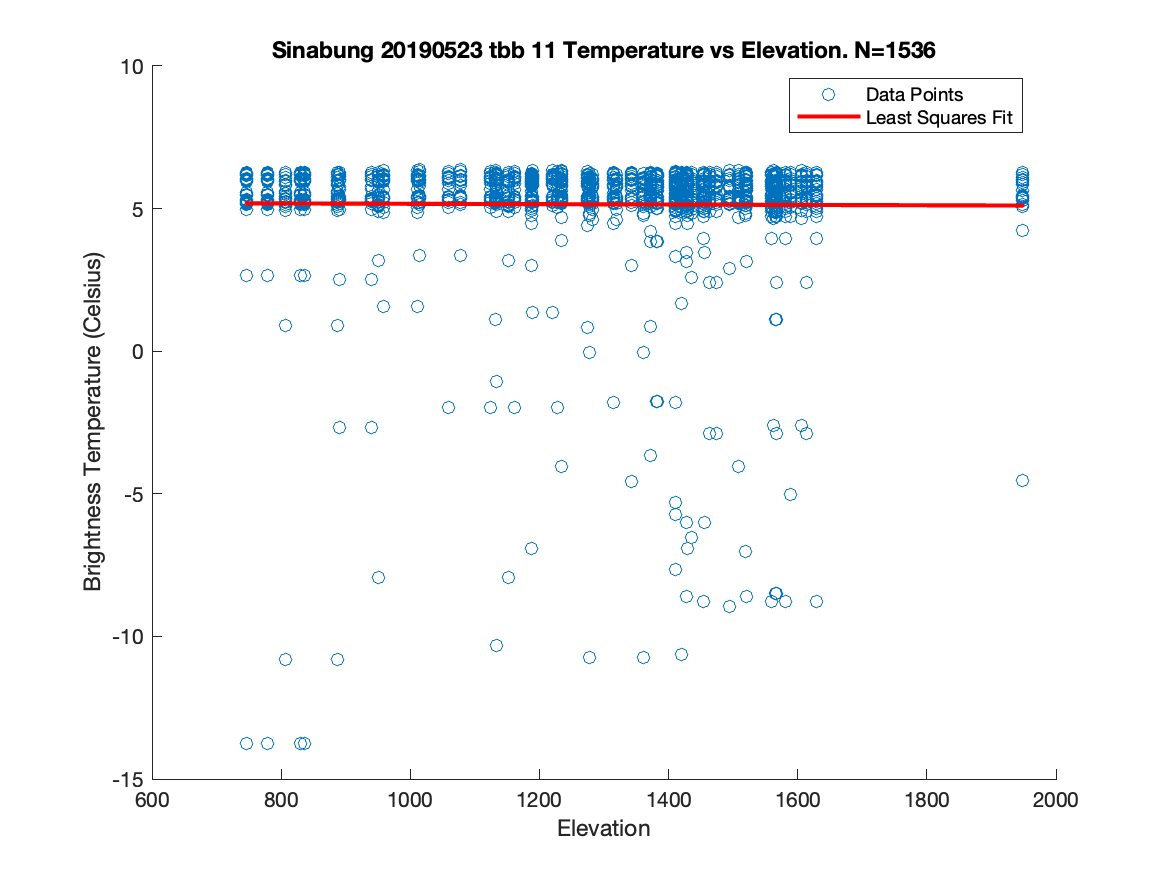 Sinabung 20190523 tbb 11 Temperature vs Elevation. N=1536
Data Points
Least Squares Fit
10
5
0
-5
-10
-15
Brightness Temperature (Celsius)
600 800 1000 1200 1400 1600 1800 2000
Elevation